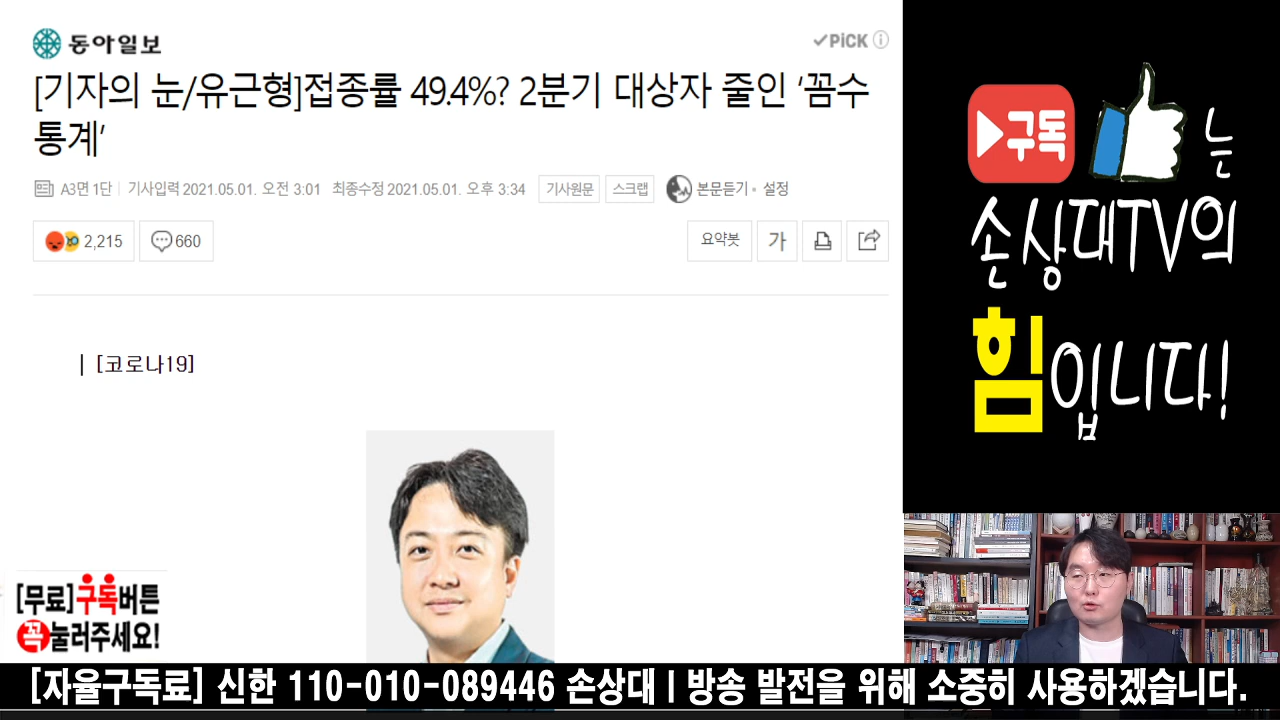 동아일보
✓PiCK ⓘ
[기자의 눈/유근형]접종률 49.4%? 2분기 대상자 줄인 ‘꼼수
통계’
A3면 1단 기사입력 2021.05.01. 오전 3:01 최종수정 2021.05.01. 오후 3:34 기사원문 스크랩 본문듣기 · 설정
2,215 660 요약봇 가
| [코로나19]
[무료]구독버튼
꼭눌러주세요!
구독 는
손상대TV의
힘입니다!
[자율구독료] 신한 110-010-089446 손상대 | 방송 발전을 위해 소중히 사용하겠습니다.